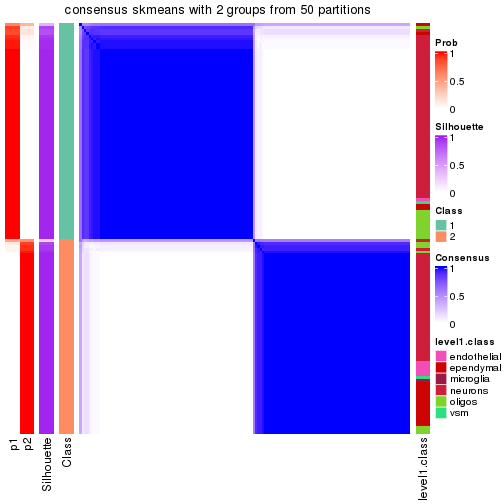 consensus skmeans with 2 groups from 50 partitions
Prob
1
0.5
0
Silhouette
1
0.5
0
Class
1
2
Consensus
1
0.5
0
level1.class
endothelial
ependymal
microglia
neurons
oligos
vsm
p1
p2
Silhouette
Class
level1.class